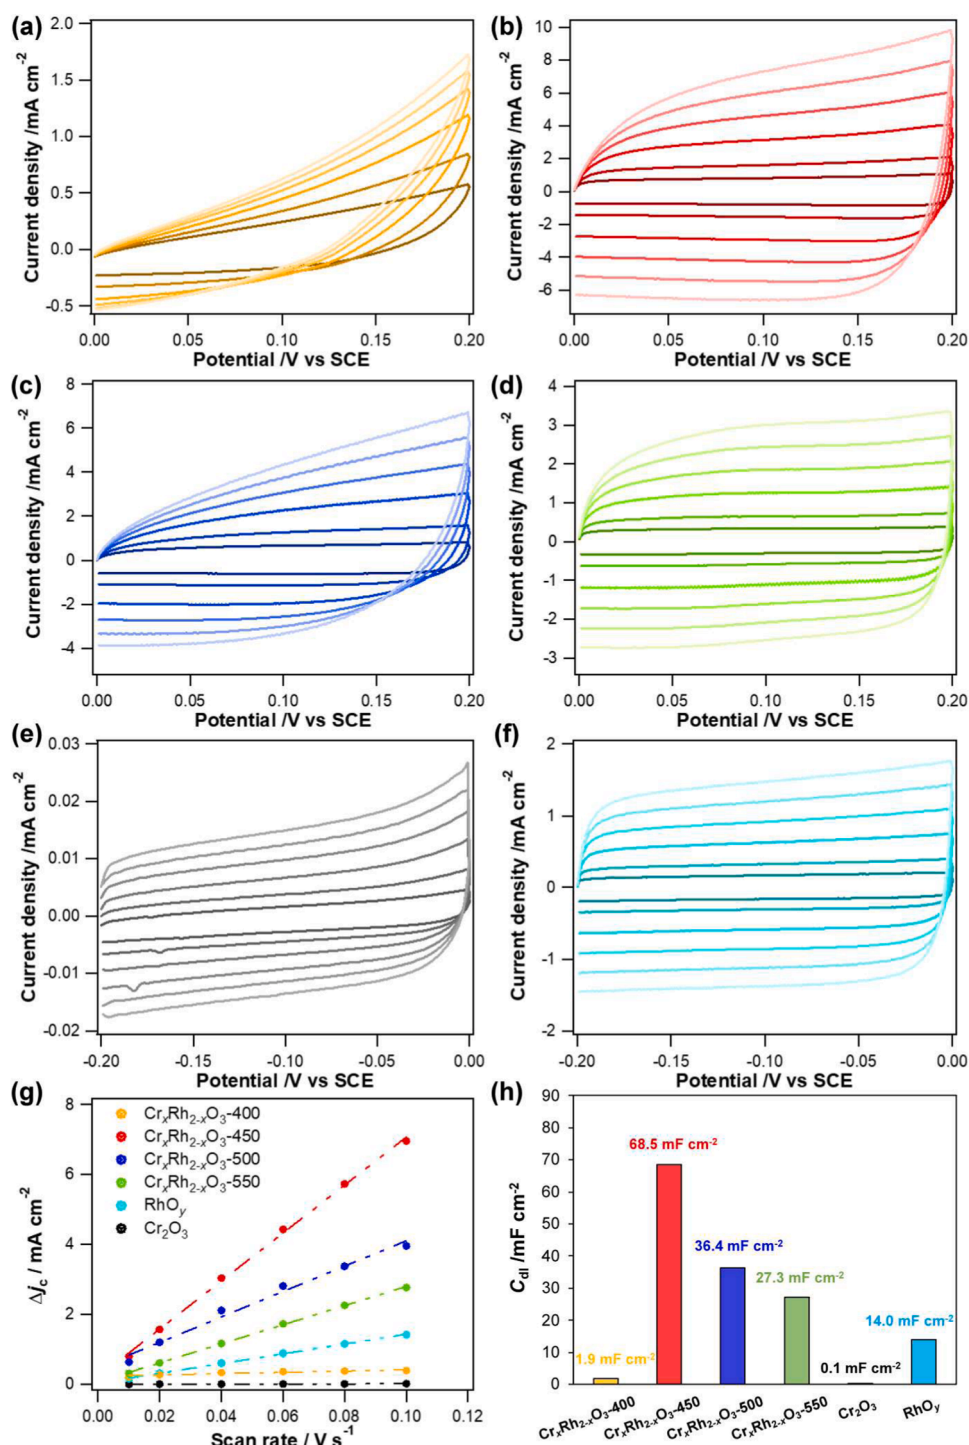 (a)
2.0
1.5
1.0
0.5
0.0
-0.5
Current density /mA cm-2
0.00 0.05 0.10 0.15 0.20
Potential /V vs SCE
(b)
10
8
6
4
2
0
-2
-4
-6
Current density /mA cm-2
0.00 0.05 0.10 0.15 0.20
Potential /V vs SCE
(c)
8
6
4
2
0
-2
-4
Current density /mA cm-2
0.00 0.05 0.10 0.15 0.20
Potential /V vs SCE
(d)
4
3
2
1
0
-1
-2
-3
Current density /mA cm-2
0.00 0.05 0.10 0.15 0.20
Potential /V vs SCE
(e)
0.03
0.02
0.01
0.00
-0.01
-0.02
Current density /mA cm-2
-0.20 -0.15 -0.10 -0.05 0.00
Potential /V vs SCE
(f)
2
1
0
-1
-2
Current density /mA cm-2
-0.20 -0.15 -0.10 -0.05 0.00
Potential /V vs SCE
(g)
8
6
4
2
0
Δjc / mA cm-2
CrxRh2-xO3-400
CrxRh2-xO3-450
CrxRh2-xO3-500
CrxRh2-xO3-550
RhOy
Cr2O3
0.00 0.02 0.04 0.06 0.08 0.10 0.12
Scan rate / V s-1
(h)
90
80
70
60
50
40
30
20
10
0
Cdl /mF cm-2
68.5 mF cm-2
36.4 mF cm-2
27.3 mF cm-2
14.0 mF cm-2
1.9 mF cm-2
0.1 mF cm-2
CrxRh2-xO3-400
CrxRh2-xO3-450
CrxRh2-xO3-500
CrxRh2-xO3-550
Cr2O3
RhOy